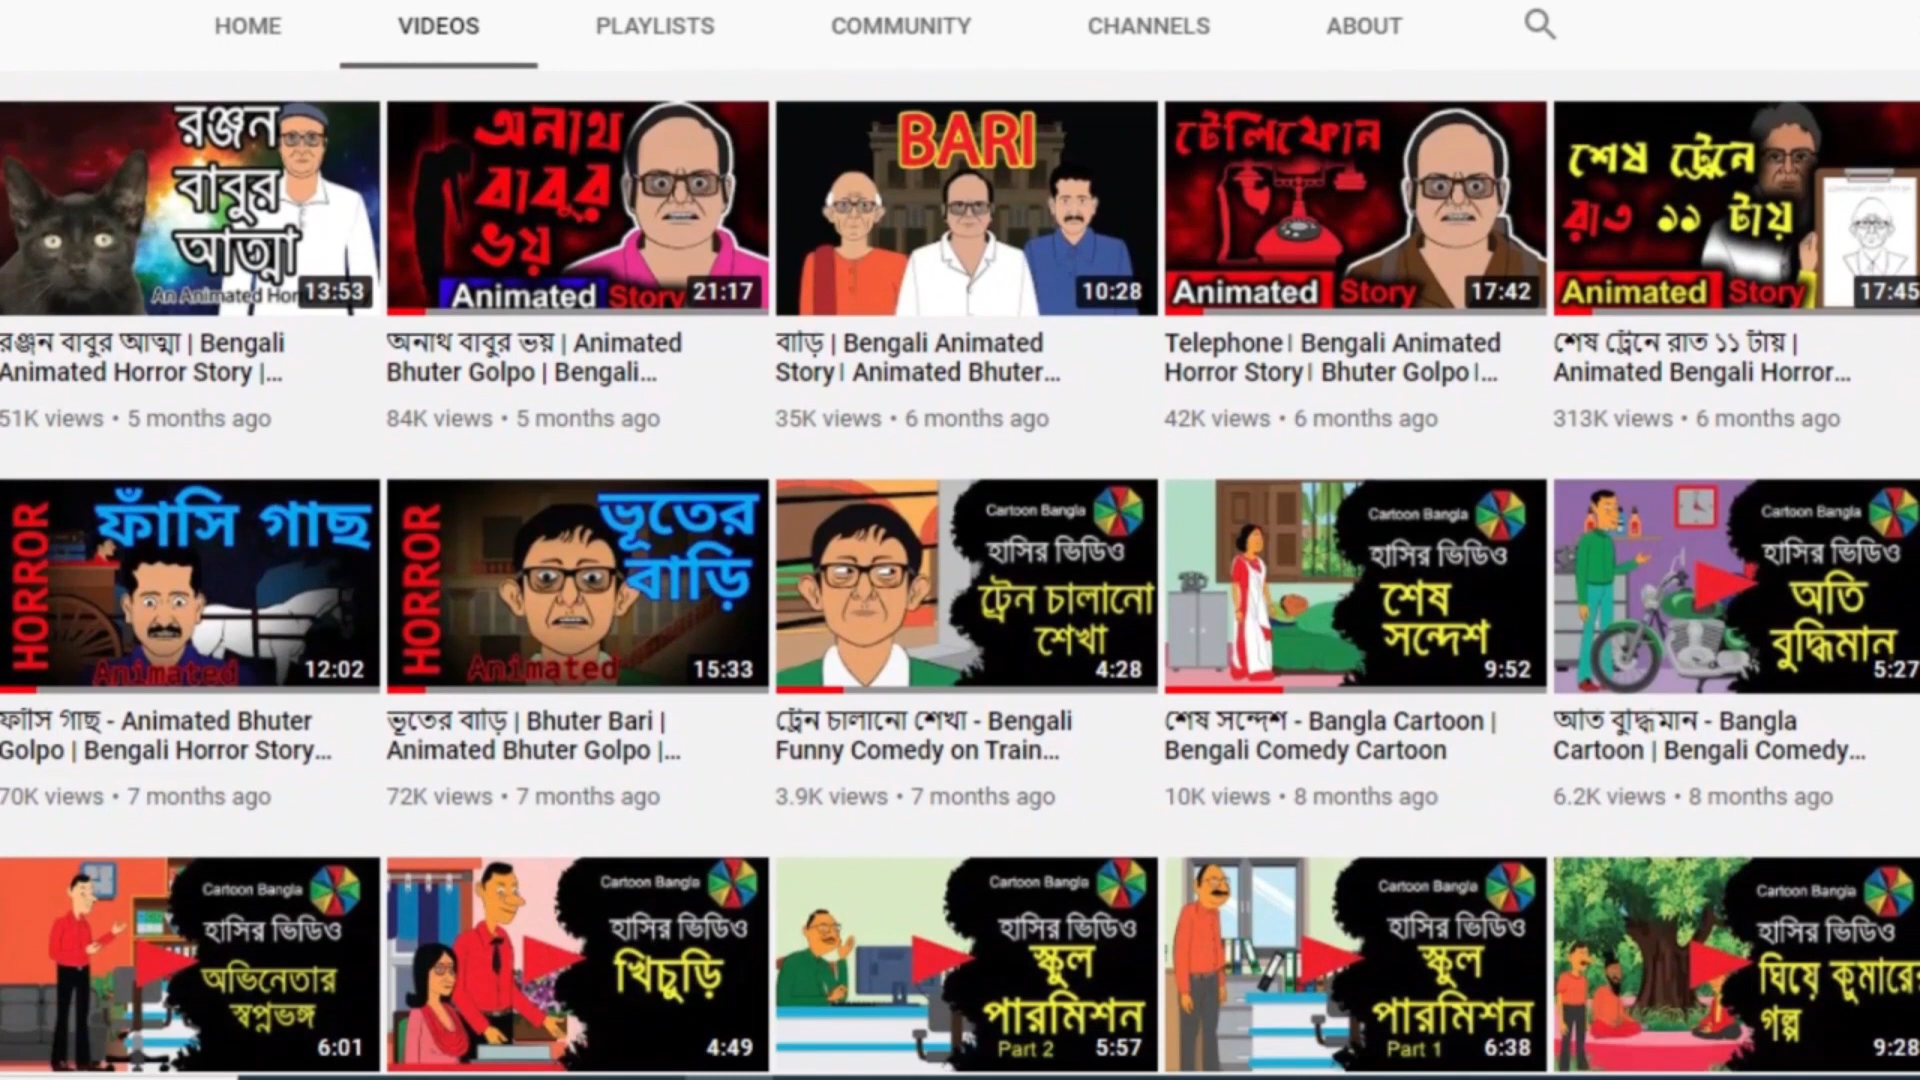 HOME VIDEOS PLAYLISTS COMMUNITY CHANNELS ABOUT
রঞ্জন
বাবুর
আত্মা
An Animated Hor
13:53
অনাথ
বাবুর
ভয়
Animated Story
21:17
BARI
10:28
টেলিফোন
Animated Story
17:42
শেষ ট্রেনে
রাত ১১ টায়
Animated Story
17:45
রঞ্জন বাবুর আত্মা | Bengali
Animated Horror Story |...
51K views • 5 months ago
অনাথ বাবুর ভয় | Animated
Bhuter Golpo | Bengali...
84K views • 5 months ago
বাড়ি | Bengali Animated
Story। Animated Bhuter...
35K views • 6 months ago
Telephone। Bengali Animated
Horror Story। Bhuter Golpo।...
42K views • 6 months ago
শেষ ট্রেনে রাত ১১ টায় |
Animated Bengali Horror...
313K views • 6 months ago
HORROR
ফাঁসি গাছ
Animated
12:02
HORROR
ভূতের
বাড়ি
Animated
15:33
Cartoon Bangla
হাসির ভিডিও
ট্রেন চালানো
শেখা
4:28
Cartoon Bangla
হাসির ভিডিও
শেষ
সন্দেশ
9:52
Cartoon Bangla
হাসির ভিডিও
অতি
বুদ্ধিমান
5:27
ফাঁসি গাছ - Animated Bhuter
Golpo | Bengali Horror Story...
70K views • 7 months ago
ভূতের বাড়ি | Bhuter Bari |
Animated Bhuter Golpo |...
72K views • 7 months ago
ট্রেন চালানো শেখা - Bengali
Funny Comedy on Train...
3.9K views • 7 months ago
শেষ সন্দেশ - Bangla Cartoon |
Bengali Comedy Cartoon
10K views • 8 months ago
অতি বুদ্ধিমান - Bangla
Cartoon | Bengali Comedy...
6.2K views • 8 months ago
Cartoon Bangla
হাসির ভিডিও
অভিনেতার
স্বপ্নভঙ্গ
6:01
Cartoon Bangla
হাসির ভিডিও
খিচুড়ি
4:49
Cartoon Bangla
হাসির ভিডিও
স্কুল
পারমিশন
Part 2
5:57
Cartoon Bangla
হাসির ভিডিও
স্কুল
পারমিশন
Part 1
6:38
Cartoon Bangla
হাসির ভিডিও
ঘিয়ে কুমারের
গল্প
9:28